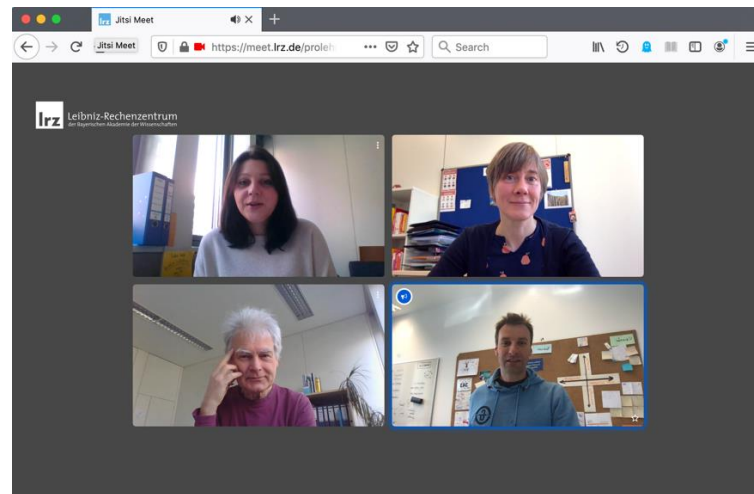 Jitsi Meet
Jitsi Meet
https://meet.lrz.de/proleh
Search
lrz
Leibniz-Rechenzentrum
der Bayerischen Akademie der Wissenschaften